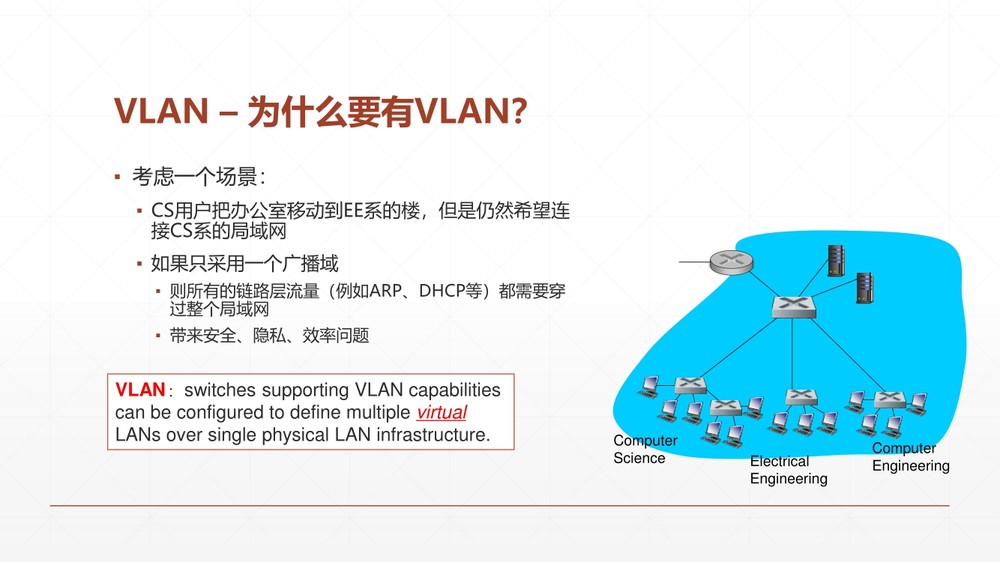 VLAN – 为什么要有VLAN?
▪ 考虑一个场景：
▪ CS用户把办公室移动到EE系的楼，但是仍然希望连
接CS系的局域网
▪ 如果只采用一个广播域
▪ 则所有的链路层流量（例如ARP、DHCP等）都需要穿
过整个局域网
▪ 带来安全、隐私、效率问题
VLAN：switches supporting VLAN capabilities
can be configured to define multiple virtual
LANs over single physical LAN infrastructure.
Computer
Science
Electrical
Engineering
Computer
Engineering